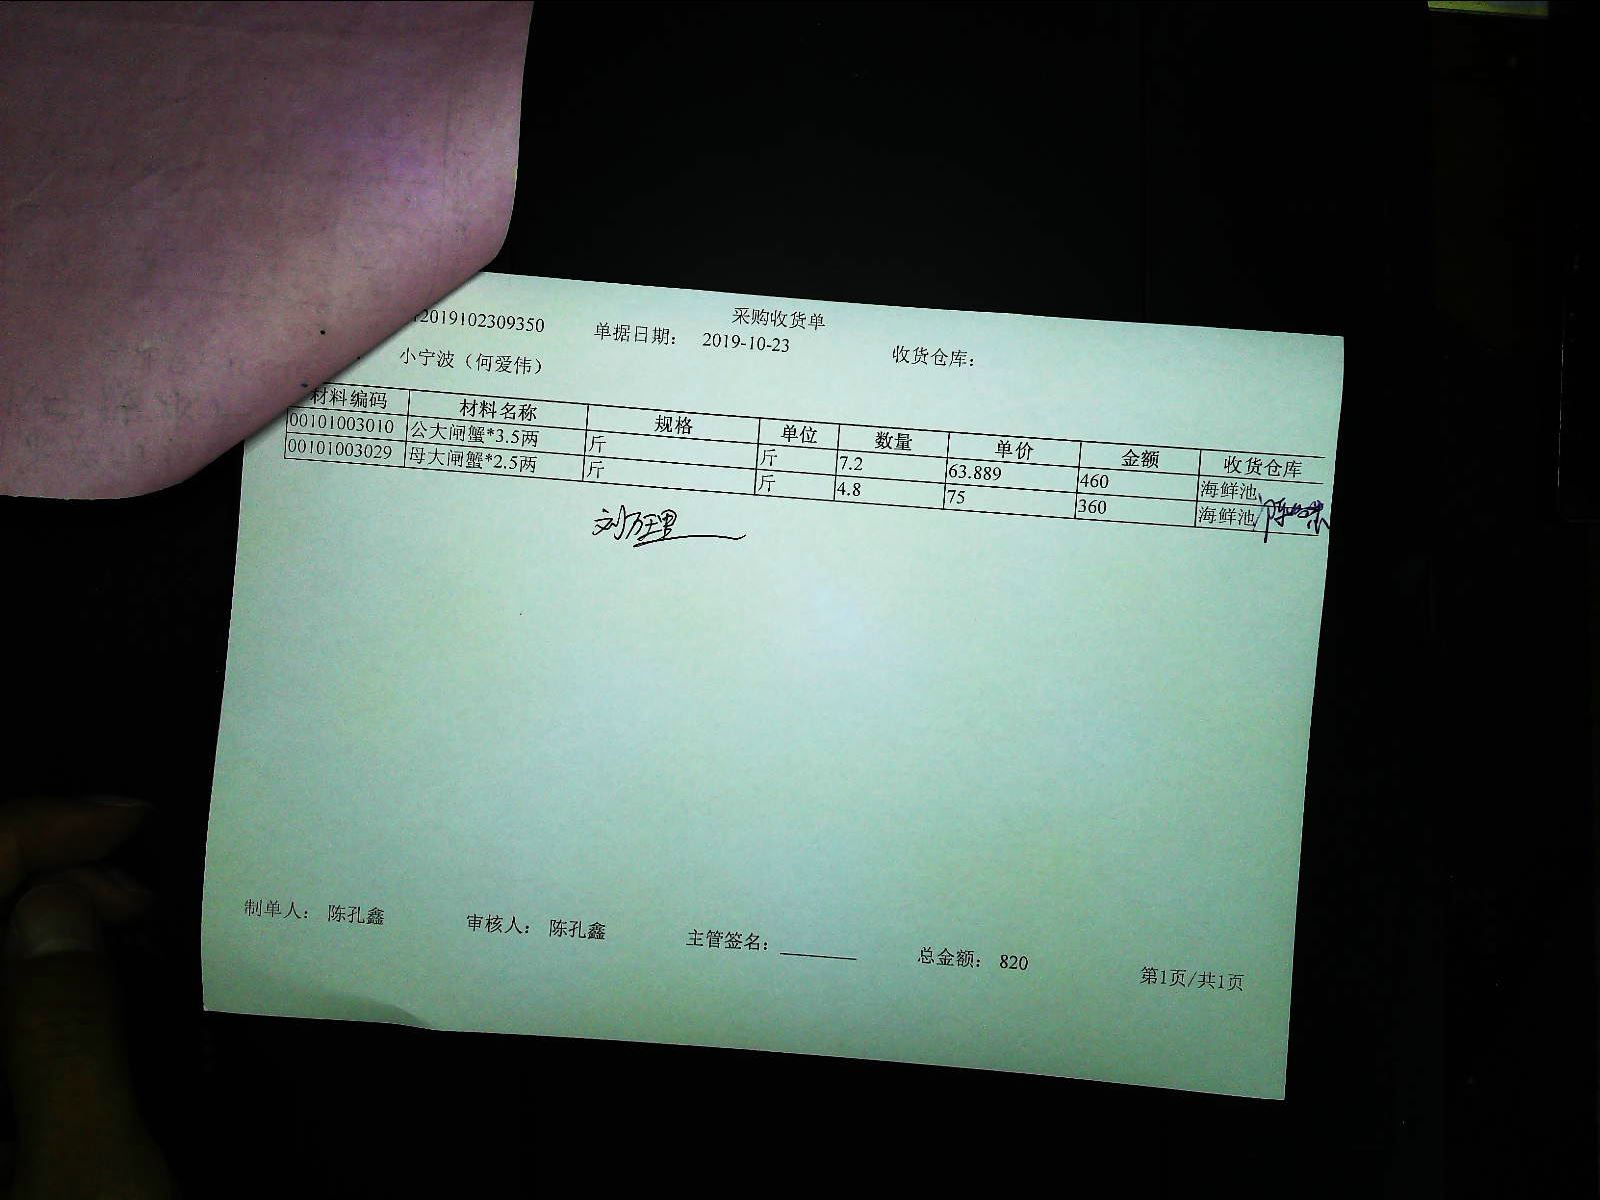 采购收货单
2019102309350 单据日期： 2019-10-23 收货仓库：
小宁波（何爱伟）
材料编码 材料名称 规格 单位 数量 单价 金额 收货仓库
00101003010 公大闸蟹*3.5两 斤 斤 7.2 63.889 460 海鲜池
00101003029 母大闸蟹*2.5两 斤 斤 4.8 75 360 海鲜池
制单人： 陈孔鑫 审核人： 陈孔鑫 主管签名： 总金额： 820 第1页/共1页